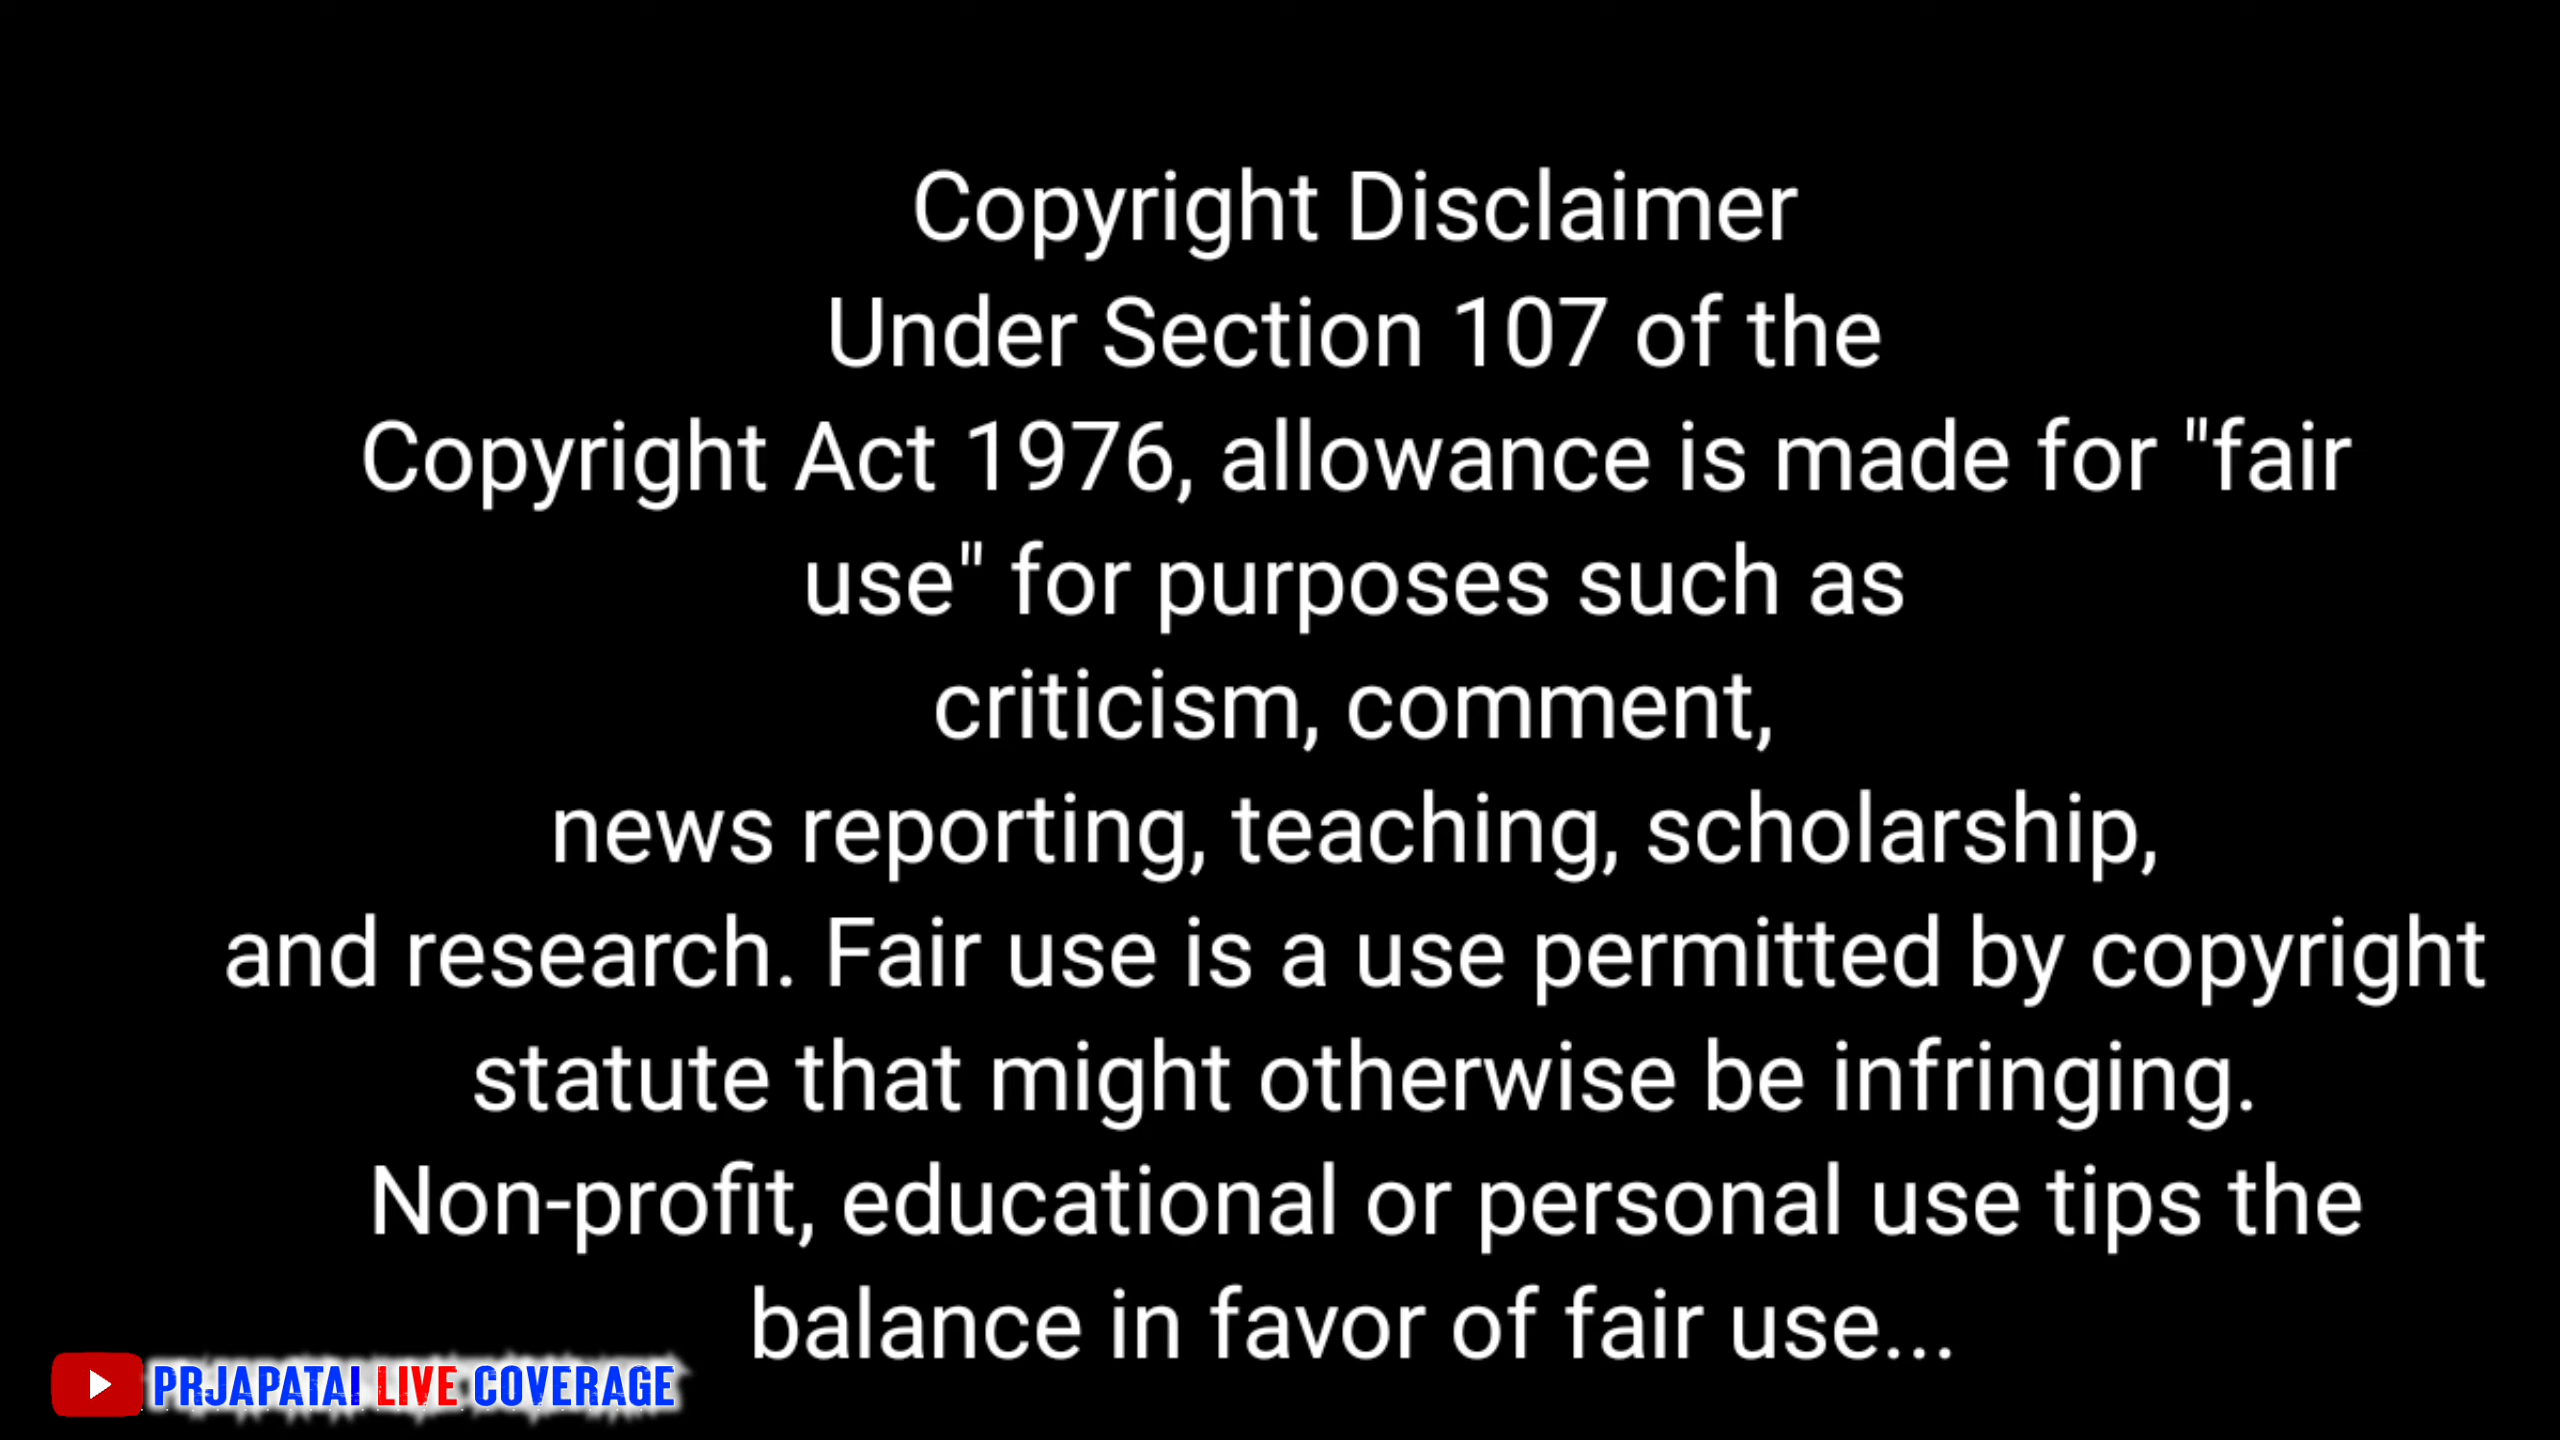 Copyright Disclaimer
Under Section 107 of the
Copyright Act 1976, allowance is made for "fair
use" for purposes such as
criticism, comment,
news reporting, teaching, scholarship,
and research. Fair use is a use permitted by copyright
statute that might otherwise be infringing.
Non-profit, educational or personal use tips the
balance in favor of fair use...
PRJAPATAI LIVE COVERAGE